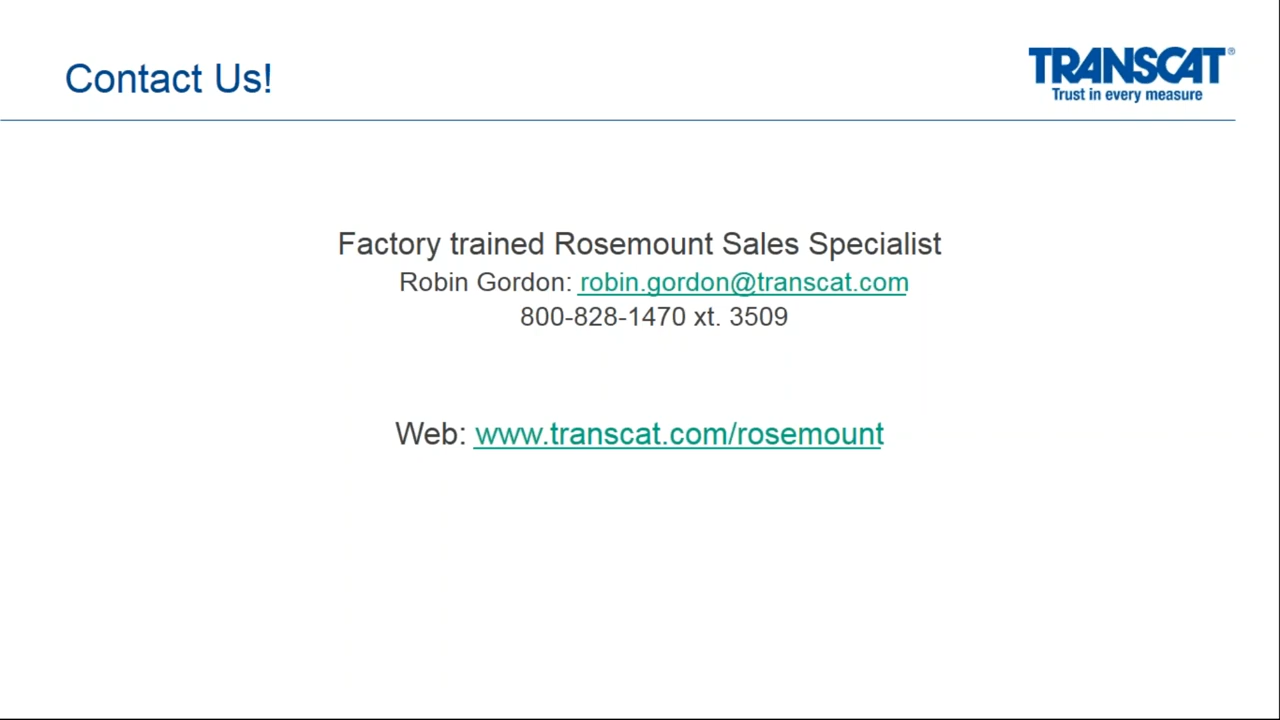 Contact Us!
TRANSCAT®
Trust in every measure
Factory trained Rosemount Sales Specialist
Robin Gordon: robin.gordon@transcat.com
800-828-1470 xt. 3509
Web: www.transcat.com/rosemount